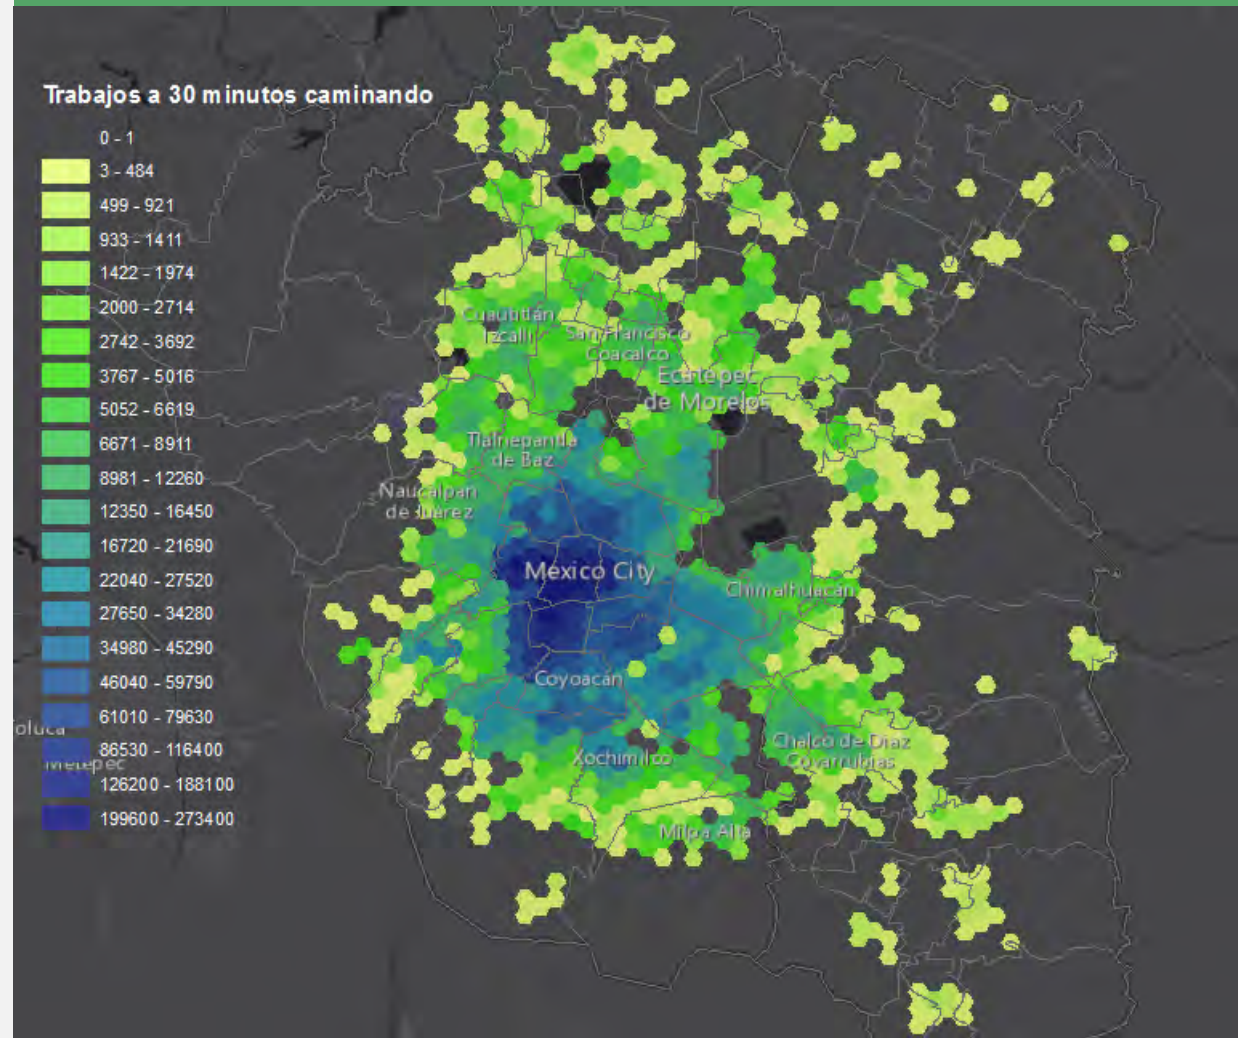 Trabajos a 30 minutos caminando
0 - 1
3 - 484
499 - 921
933 - 1411
1422 - 1974
2000 - 2714
2742 - 3692
3767 - 5016
5052 - 6619
6671 - 8911
8981 - 12260
12350 - 16450
16720 - 21690
22040 - 27520
27650 - 34280
34980 - 45290
46040 - 59790
61010 - 79630
86530 - 116400
126200 - 188100
199600 - 273400
Cuautitlán
Izcalli
San Francisco
Coacalco
Ecatepec
de Morelos
Tlalnepantla
de Baz
Naucalpan
de Juárez
México City
Chimalhuacán
Coyoacán
Xochimilco
Chalco de Díaz
Covarrubias
Milpa Alta
oluca
Metepec